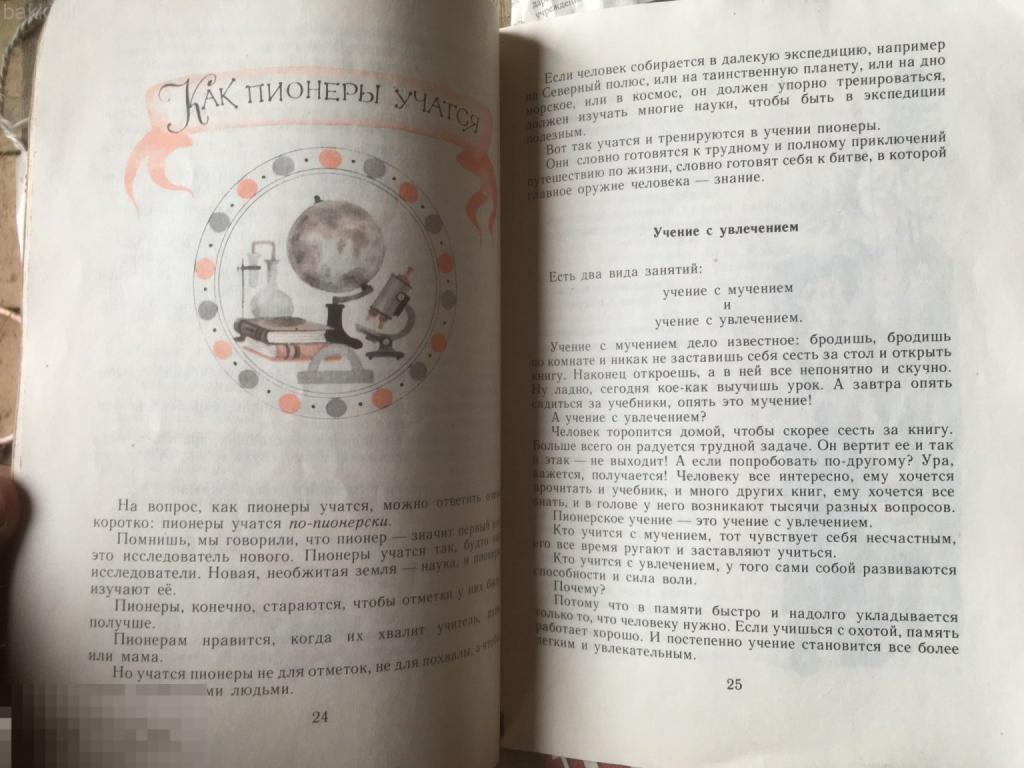 bakk
дар
учрежден
Как пионеры учатся
На вопрос, как пионеры учатся, можно ответить
коротко: пионеры учатся по-пионерски.
Помнишь, мы говорили, что пионер — значит первый
это исследователь нового. Пионеры учатся так, будто
исследователи. Новая, необжитая земля — наука, и пионеры
изучают её.
Пионеры, конечно, стараются, чтобы отметки у них бы
получше.
Пионерам нравится, когда их хвалит учитель,
или мама.
Но учатся пионеры не для отметок, не для похвалы, а чтобы
ми людьми.
24
Если человек собирается в далекую экспедицию, например
на Северный полюс, или на таинственную планету, или на дно
морское, или в космос, он должен упорно тренироваться,
должен изучать многие науки, чтобы быть в экспедиции
полезным.
Вот так учатся и тренируются в учении пионеры.
Они словно готовятся к трудному и полному приключений
путешествию по жизни, словно готовят себя к битве, в которой
главное оружие человека — знание.
Учение с увлечением
Есть два вида занятий:
учение с мучением
и
учение с увлечением.
Учение с мучением дело известное: бродишь, бродишь
по комнате и никак не заставишь себя сесть за стол и открыть
книгу. Наконец откроешь, а в ней все непонятно и скучно.
Ну ладно, сегодня кое-как выучишь урок. А завтра опять
садиться за учебники, опять это мучение!
А учение с увлечением?
Человек торопится домой, чтобы скорее сесть за книгу.
Больше всего он радуется трудной задаче. Он вертит ее и так
и этак — не выходит! А если попробовать по-другому? Ура,
кажется, получается! Человеку все интересно, ему хочется
прочитать и учебник, и много других книг, ему хочется все
знать, и в голове у него возникают тысячи разных вопросов.
Пионерское учение — это учение с увлечением.
Кто учится с мучением, тот чувствует себя несчастным,
его все время ругают и заставляют учиться.
Кто учится с увлечением, у того сами собой развиваются
способности и сила воли.
Почему?
Потому что в памяти быстро и надолго укладывается
только то, что человеку нужно. Если учишься с охотой, память
работает хорошо. И постепенно учение становится все более
легким и увлекательным.
25